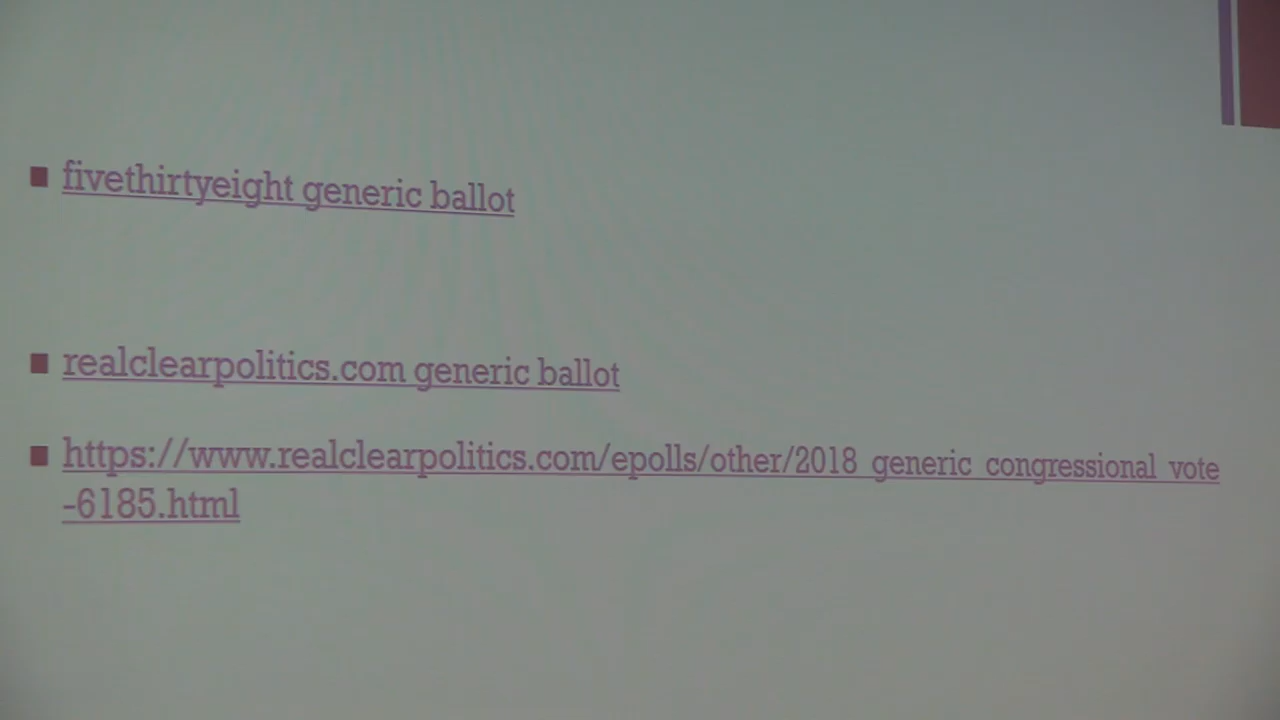 fivethirtyeight generic ballot
realclearpolitics.com generic ballot
https://www.realclearpolitics.com/epolls/other/2018_generic_congressional_vote
-6185.html